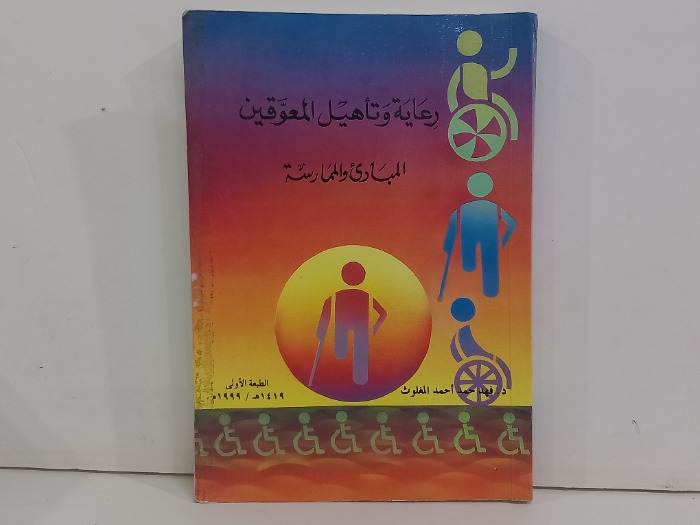 رعاية وتأهيل المعوَّقين
المبادئ والممارسة
د. فهد حمد أحمد المغلوث
الطبعة الأولى
١٤١٩هـ / ١٩٩٩م